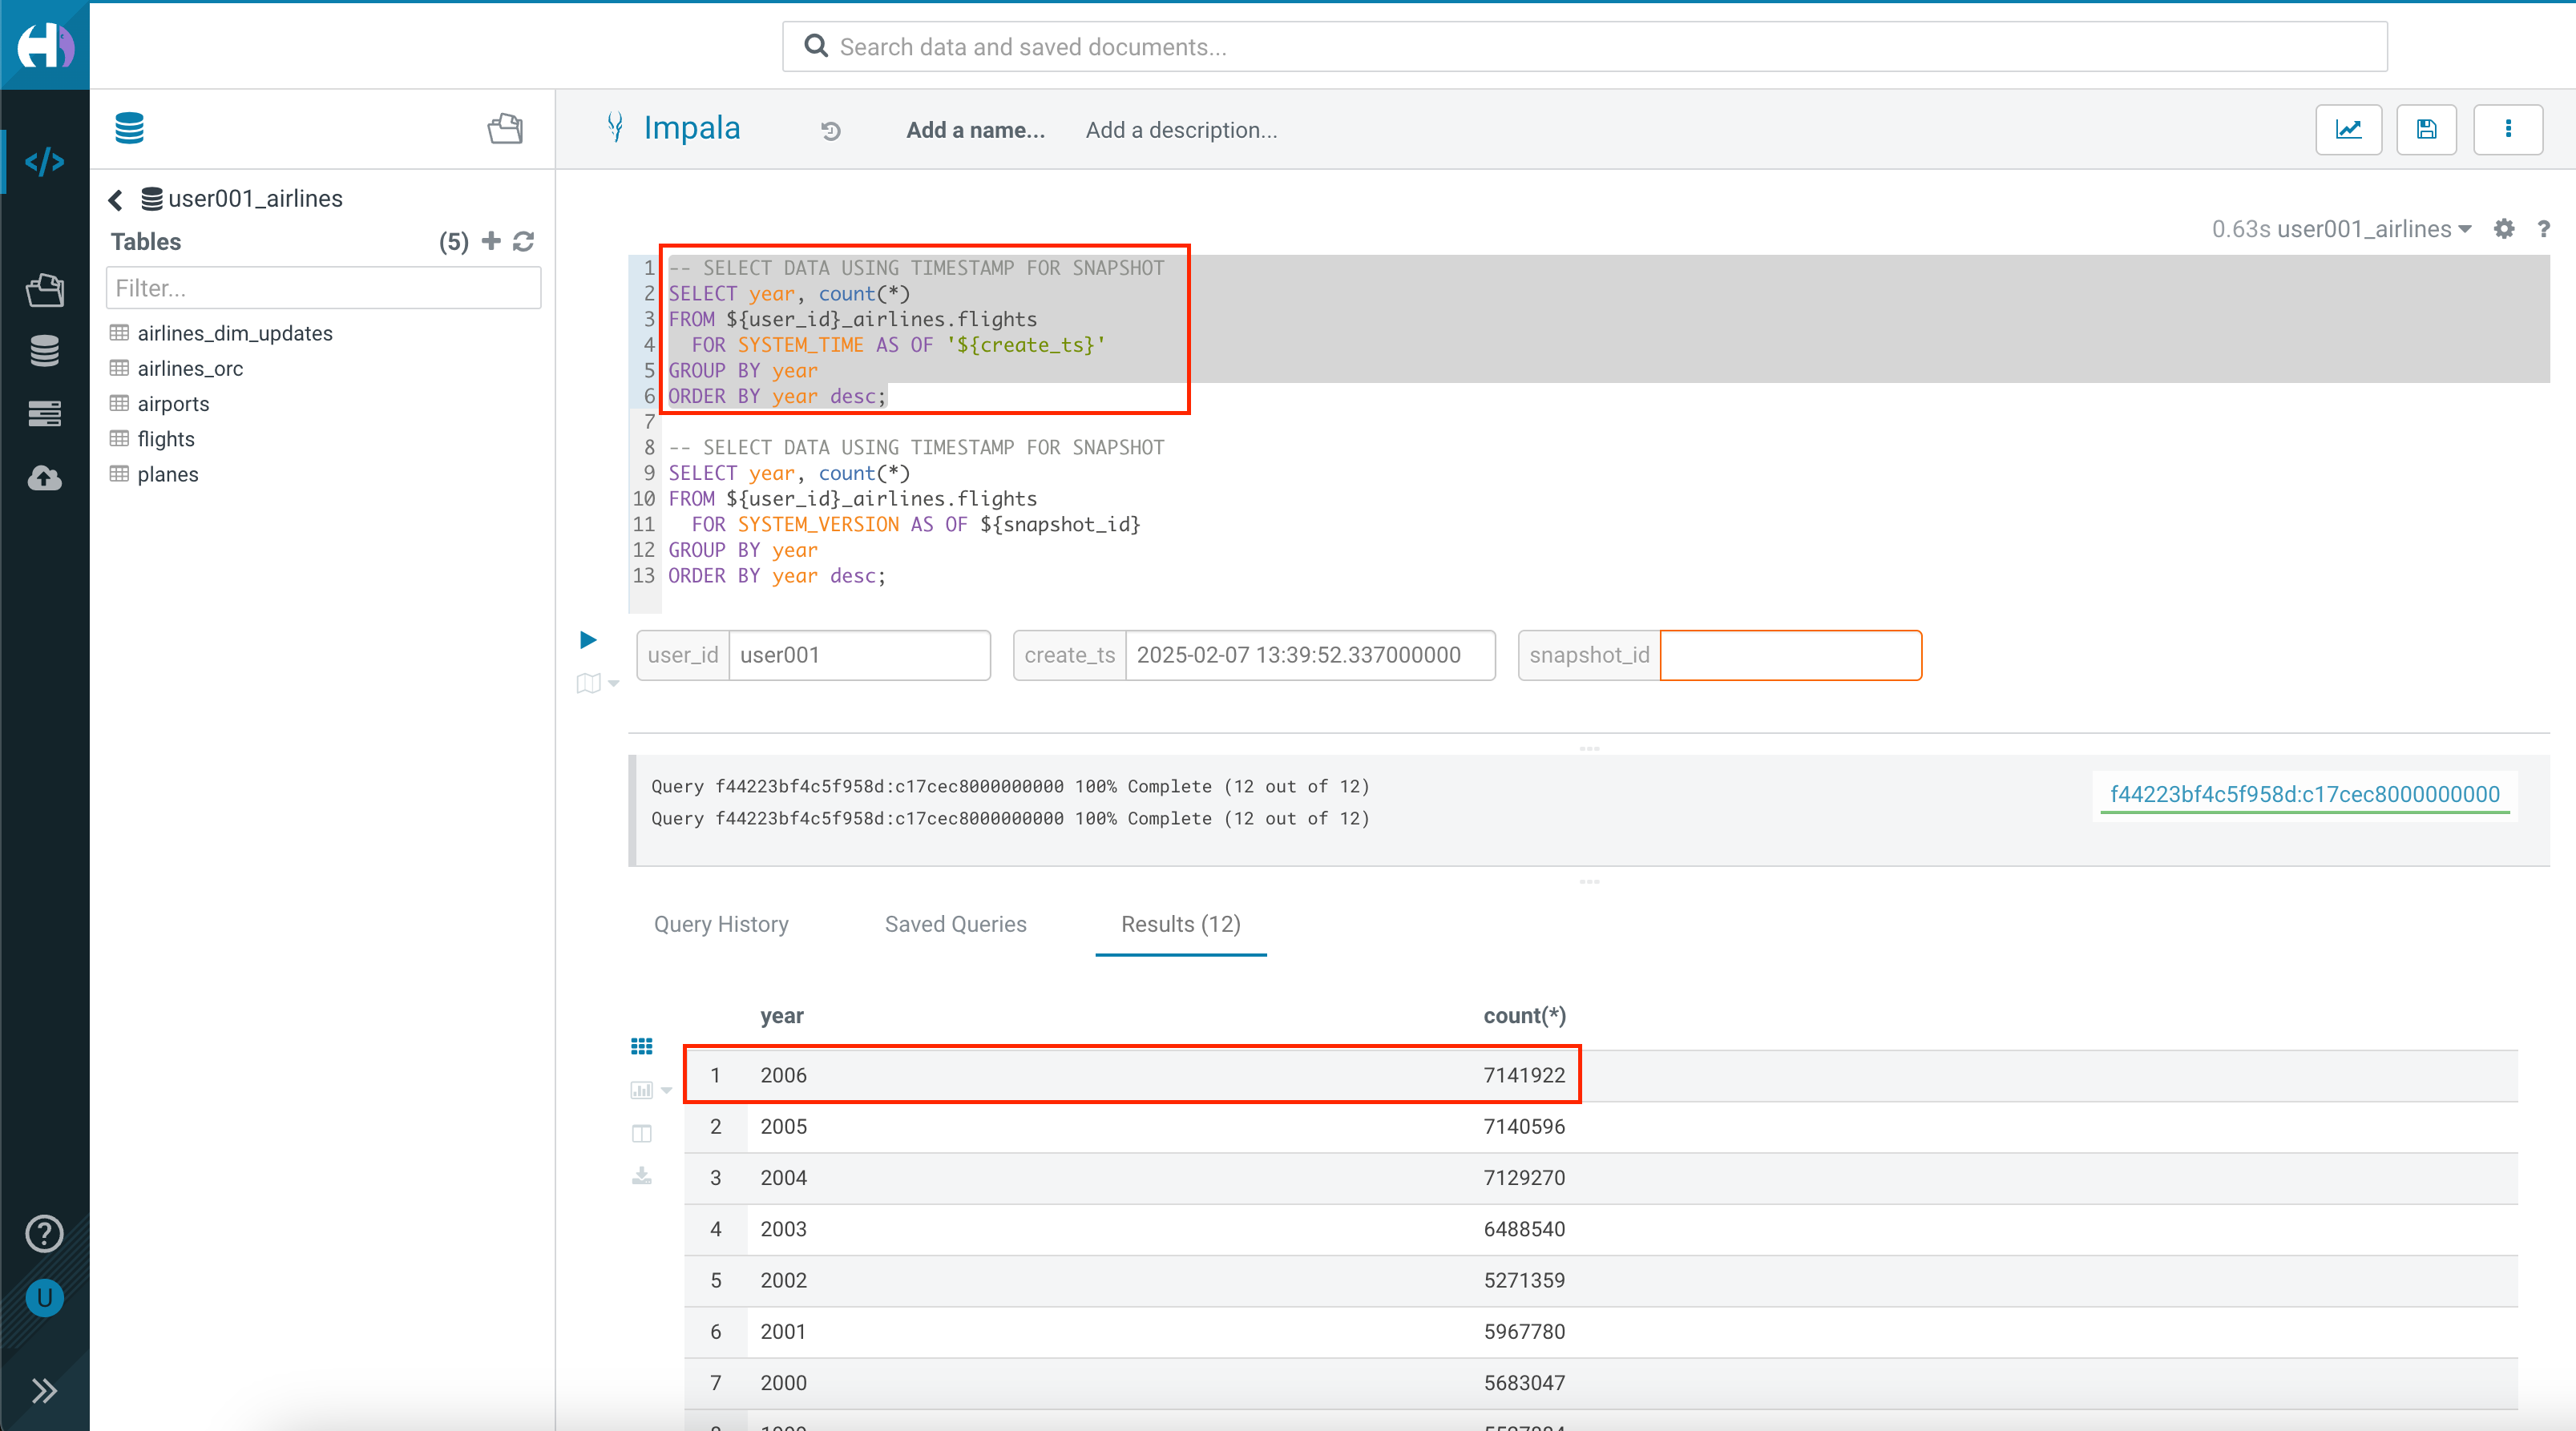 Search data and saved documents...
Impala
Add a name...
Add a description...
user001_airlines
Tables
(5)
Filter...
airlines_dim_updates
airlines_orc
airports
flights
planes
0.63s user001_airlines
?
1 -- SELECT DATA USING TIMESTAMP FOR SNAPSHOT
2 SELECT year, count(*)
3 FROM ${user_id}_airlines.flights
4 FOR SYSTEM_TIME AS OF '${create_ts}'
5 GROUP BY year
6 ORDER BY year desc;
7
8 -- SELECT DATA USING TIMESTAMP FOR SNAPSHOT
9 SELECT year, count(*)
10 FROM ${user_id}_airlines.flights
11 FOR SYSTEM_VERSION AS OF ${snapshot_id}
12 GROUP BY year
13 ORDER BY year desc;
user_id user001
create_ts 2025-02-07 13:39:52.337000000
snapshot_id
Query f44223bf4c5f958d:c17cec8000000000 100% Complete (12 out of 12)
Query f44223bf4c5f958d:c17cec8000000000 100% Complete (12 out of 12)
f44223bf4c5f958d:c17cec8000000000
Query History
Saved Queries
Results (12)
year count(*)
1 2006 7141922
2 2005 7140596
3 2004 7129270
4 2003 6488540
5 2002 5271359
6 2001 5967780
7 2000 5683047
?
U